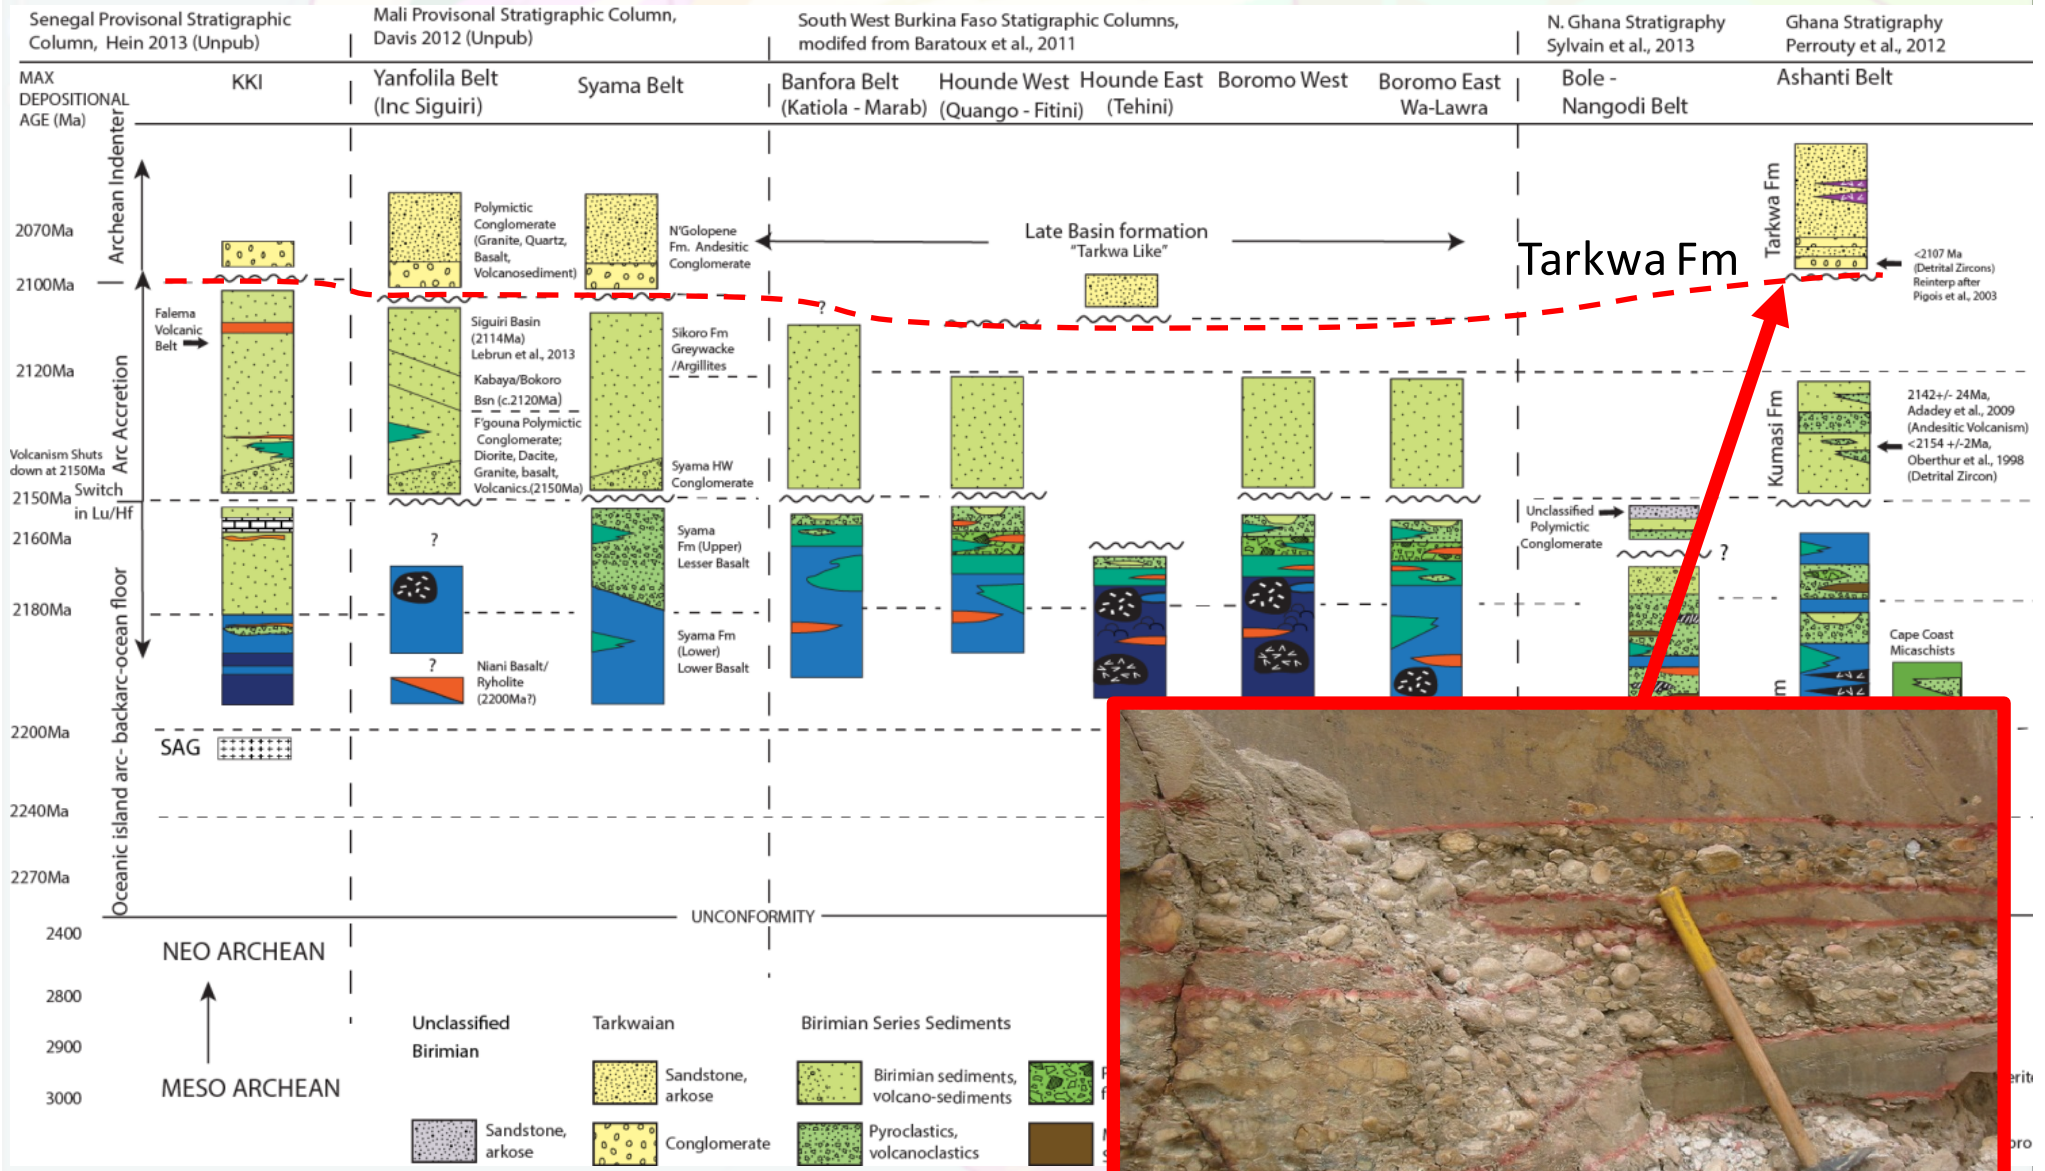 Senegal Provisonal Stratigraphic
Column, Hein 2013 (Unpub)
Mali Provisonal Stratigraphic Column,
Davis 2012 (Unpub)
South West Burkina Faso Statigraphic Columns,
modifed from Baratoux et al., 2011
N. Ghana Stratigraphy
Sylvain et al., 2013
Ghana Stratigraphy
Perrouty et al., 2012
MAX
DEPOSITIONAL
AGE (Ma)
KKI
Yanfolila Belt
(Inc Siguiri)
Syama Belt
Banfora Belt
(Katiola - Marab)
Hounde West
(Quango - Fitini)
Hounde East
(Tehini)
Boromo West
Boromo East
Wa-Lawra
Bole -
Nangodi Belt
Ashanti Belt
Archean Indenter
Arc Accretion
Oceanic island arc- backarc-ocean floor
2070Ma
2100Ma
2120Ma
Volcanism Shuts
down at 2150Ma
2150Ma
Switch
in Lu/Hf
2160Ma
2180Ma
2200Ma
2240Ma
2270Ma
2400
2800
2900
3000
Falema
Volcanic
Belt
SAG
Polymictic
Conglomerate
(Granite, Quartz,
Basalt,
Volcanosediment)
N'Golopene
Fm. Andesitic
Conglomerate
Late Basin formation
"Tarkwa Like"
Tarkwa Fm
Tarkwa Fm
<2107 Ma
(Detrital Zircons)
Reinterp after
Pigois et al., 2003
?
Siguiri Basin
(2114Ma)
Lebrun et al., 2013
Kabaya/Bokoro
Bsn (c.2120Ma)
F'gouna Polymictic
Conglomerate;
Diorite, Dacite,
Granite, basalt,
Volcanics.(2150Ma)
Sikoro Fm
Greywacke
/Argillites
Syama HW
Conglomerate
Kumasi Fm
2142+/- 24Ma,
Adadey et al., 2009
(Andesitic Volcanism)
<2154 +/-2Ma,
Oberthur et al., 1998
(Detrital Zircon)
?
?
Niani Basalt/
Ryholite
(2200Ma?)
Syama
Fm (Upper)
Lesser Basalt
Syama Fm
(Lower)
Lower Basalt
Unclassified
Polymictic
Conglomerate
?
Cape Coast
Micaschists
m
UNCONFORMITY
NEO ARCHEAN
MESO ARCHEAN
Unclassified
Birimian
Sandstone,
arkose
Tarkwaian
Sandstone,
arkose
Conglomerate
Birimian Series Sediments
Birimian sediments,
volcano-sediments
Pyroclastics,
volcanoclastics